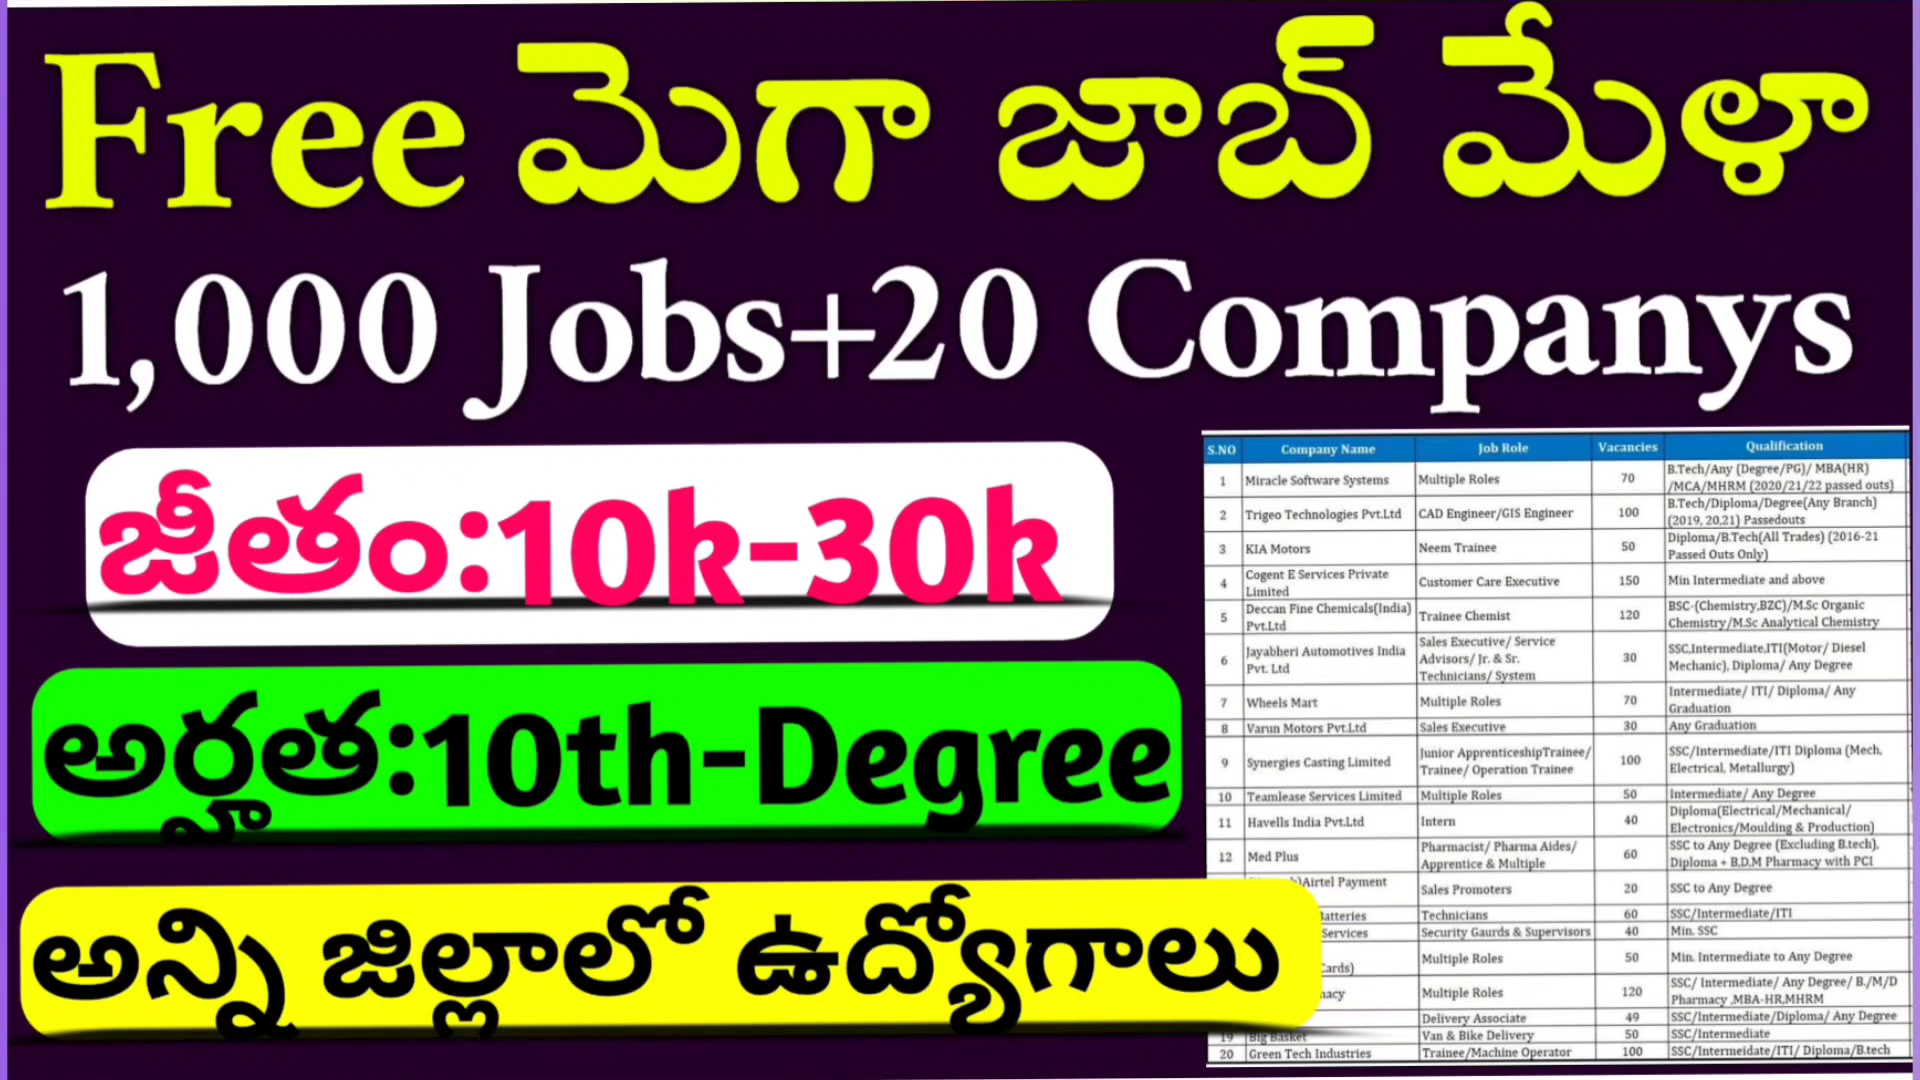 Free మెగా జాబ్ మేళా
1,000 Jobs+20 Companys
జీతం:10k-30k
అర్హత:10th-Degree
అన్ని జిల్లాలో ఉద్యోగాలు
S.NO Company Name Job Role Vacancies Qualification
1 Miracle Software Systems Multiple Roles 70 B.Tech/Any (Degree/PG)/ MBA(HR) /MCA/MHRM (2020/21/22 passed outs)
2 Trigeo Technologies Pvt.Ltd CAD Engineer/GIS Engineer 100 B.Tech/Diploma/Degree(Any Branch) (2019, 20,21) Passedouts
3 KIA Motors Neem Trainee 50 Diploma/B.Tech(All Trades) (2016-21 Passed Outs Only)
4 Cogent E Services Private Limited Customer Care Executive 150 Min Intermediate and above
5 Deccan Fine Chemicals(India) Pvt.Ltd Trainee Chemist 120 BSC-(Chemistry,BZC)/M.Sc Organic Chemistry/M.Sc Analytical Chemistry
6 Jayabheri Automotives India Pvt. Ltd Sales Executive/ Service Advisors/ Jr. & Sr. Technicians/ System 30 SSC,Intermediate,ITI(Motor/ Diesel Mechanic), Diploma/ Any Degree
7 Wheels Mart Multiple Roles 70 Intermediate/ ITI/ Diploma/ Any Graduation
8 Varun Motors Pvt.Ltd Sales Executive 30 Any Graduation
9 Synergies Casting Limited Junior ApprenticeshipTrainee/ Trainee/ Operation Trainee 100 SSC/Intermediate/ITI Diploma (Mech, Electrical, Metallurgy)
10 Teamlease Services Limited Multiple Roles 50 Intermediate/ Any Degree
11 Havells India Pvt.Ltd Intern 40 Diploma(Electrical/Mechanical/ Electronics/Moulding & Production)
12 Med Plus Pharmacist/ Pharma Aides/ Apprentice & Multiple 60 SSC to Any Degree (Excluding B.tech), Diploma + B,D,M Pharmacy with PCI
Airtel Payment Sales Promoters 20 SSC to Any Degree
Batteries Technicians 60 SSC/Intermediate/ITI
Services Security Gaurds & Supervisors 40 Min. SSC
Cards) Multiple Roles 50 Min. Intermediate to Any Degree
Multiple Roles 120 SSC/ Intermediate/ Any Degree/ B./M/D Pharmacy ,MBA-HR,MHRM
Delivery Associate 49 SSC/Intermediate/Diploma/ Any Degree
19 Big Basket Van & Bike Delivery 50 SSC/Intermediate
20 Green Tech Industries Trainee/Machine Operator 100 SSC/Intermeidate/ITI/ Diploma/B.tech